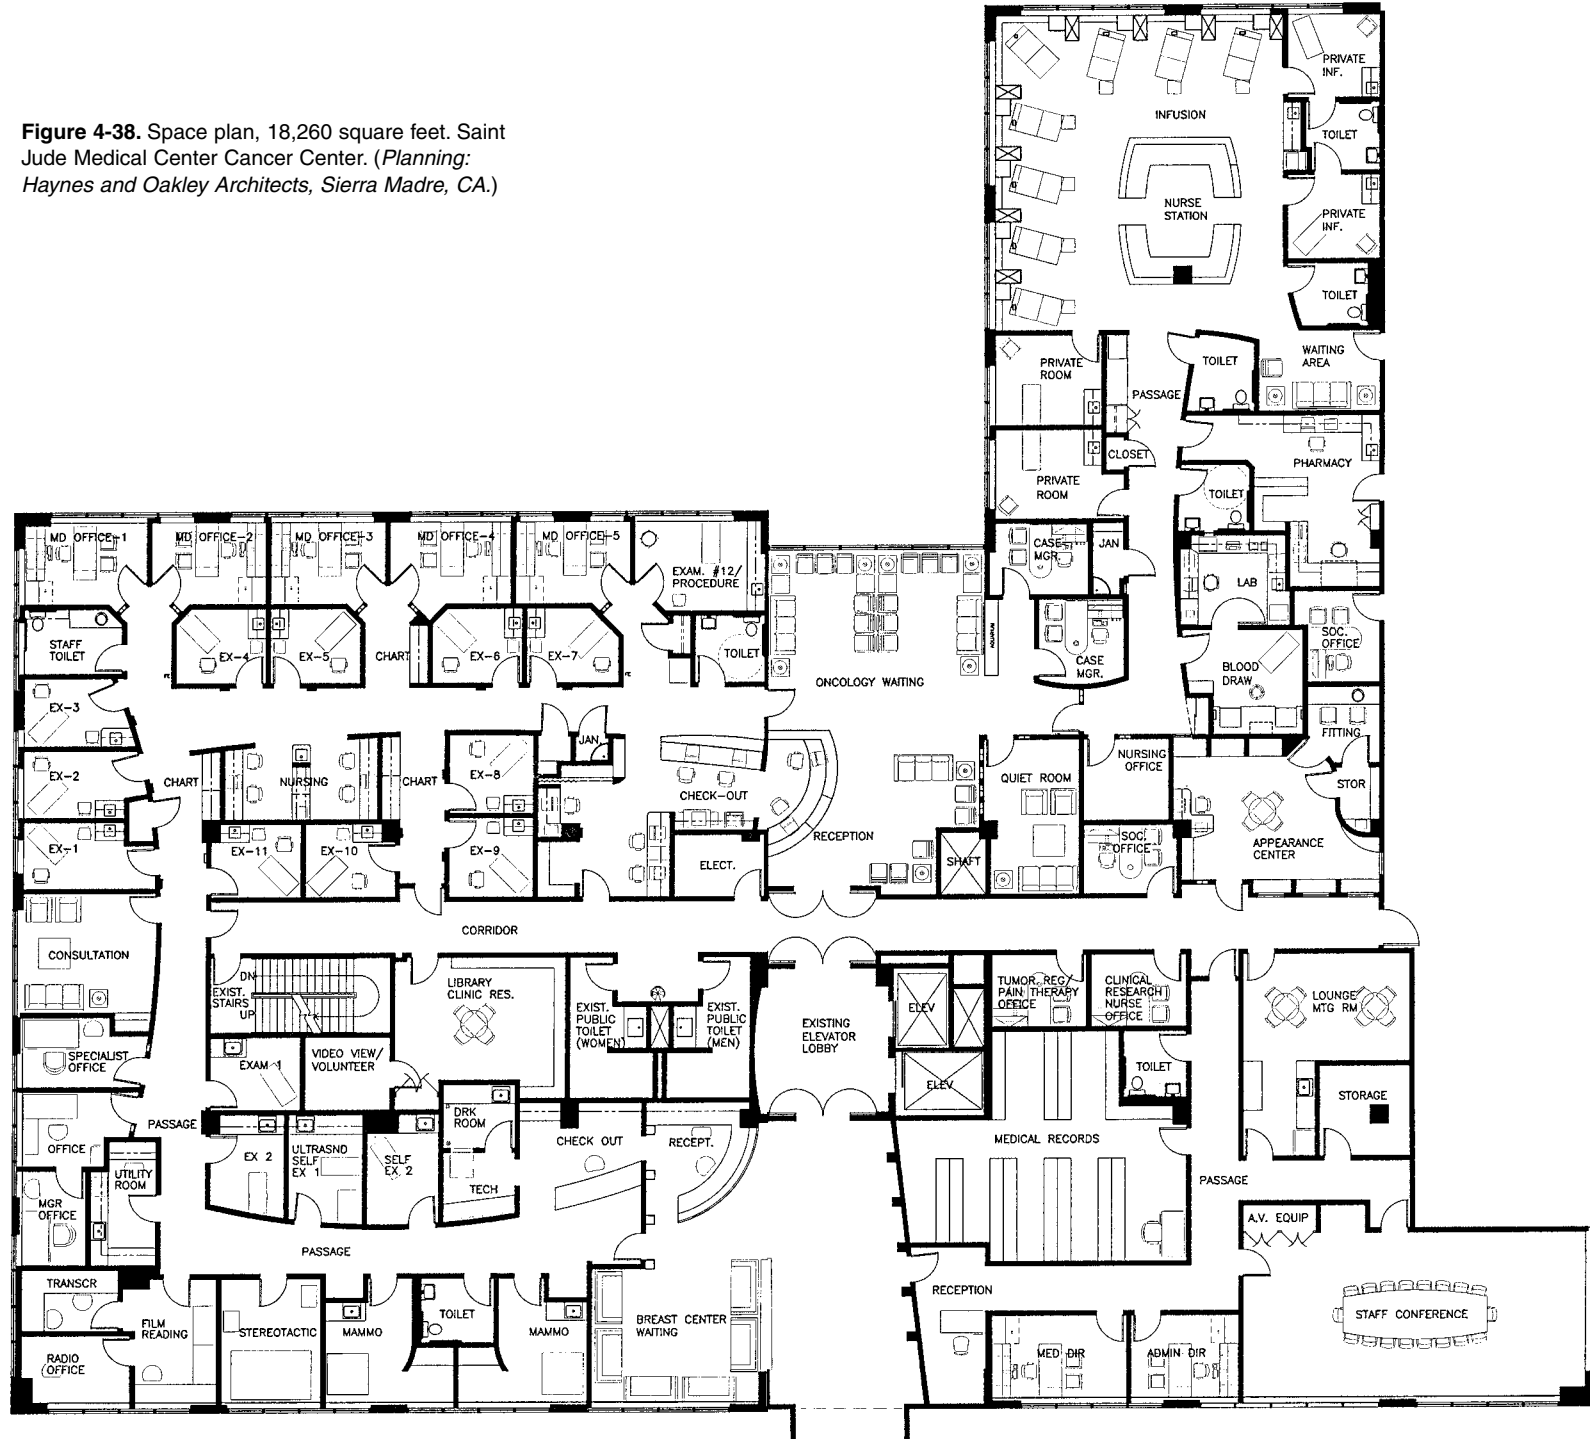 Figure 4-38. Space plan, 18,260 square feet. Saint
Jude Medical Center Cancer Center. (Planning:
Haynes and Oakley Architects, Sierra Madre, CA.)
PRIVATE
INF.
INFUSION
TOILET
NURSE
STATION
PRIVATE
INF.
TOILET
WAITING
AREA
TOILET
PRIVATE
ROOM
PASSAGE
CLOSET
PHARMACY
PRIVATE
ROOM
TOILET
MD OFFICE-1
MD OFFICE-2
MD OFFICE-3
MD OFFICE-4
MD OFFICE-5
EXAM. #12/
PROCEDURE
CASE
MGR.
JAN
LAB
STAFF
TOILET
EX-4
EX-5
CHART
EX-6
EX-7
TOILET
ONCOLOGY WAITING
AQUARIUM
CASE
MGR.
BLOOD
DRAW
SOC.
OFFICE
EX-3
JAN.
FITTING
EX-2
CHART
NURSING
CHART
EX-8
CHECK-OUT
QUIET ROOM
NURSING
OFFICE
STOR
EX-1
EX-11
EX-10
EX-9
ELECT.
RECEPTION
SHAFT
SOC.
OFFICE
APPEARANCE
CENTER
CORRIDOR
CONSULTATION
DN
EXIST.
STAIRS
UP
LIBRARY
CLINIC RES.
EXIST.
PUBLIC
TOILET
(WOMEN)
EXIST.
PUBLIC
TOILET
(MEN)
EXISTING
ELEVATOR
LOBBY
ELEV
TUMOR REG/
PAIN THERAPY
OFFICE
CLINICAL
RESEARCH
NURSE
OFFICE
LOUNGE
MTG RM
SPECIALIST
OFFICE
EXAM 1
VIDEO VIEW/
VOLUNTEER
ELEV
TOILET
STORAGE
OFFICE
PASSAGE
EX 2
ULTRASND
SELF
EX 1
SELF
EX 2
DRK
ROOM
TECH
CHECK OUT
RECEPT.
MEDICAL RECORDS
PASSAGE
UTILITY
ROOM
MGR
OFFICE
A.V. EQUIP
PASSAGE
TRANSCR
FILM
READING
STEREOTACTIC
MAMMO
TOILET
MAMMO
BREAST CENTER
WAITING
RECEPTION
STAFF CONFERENCE
RADIO
OFFICE
MED DIR
ADMIN DIR